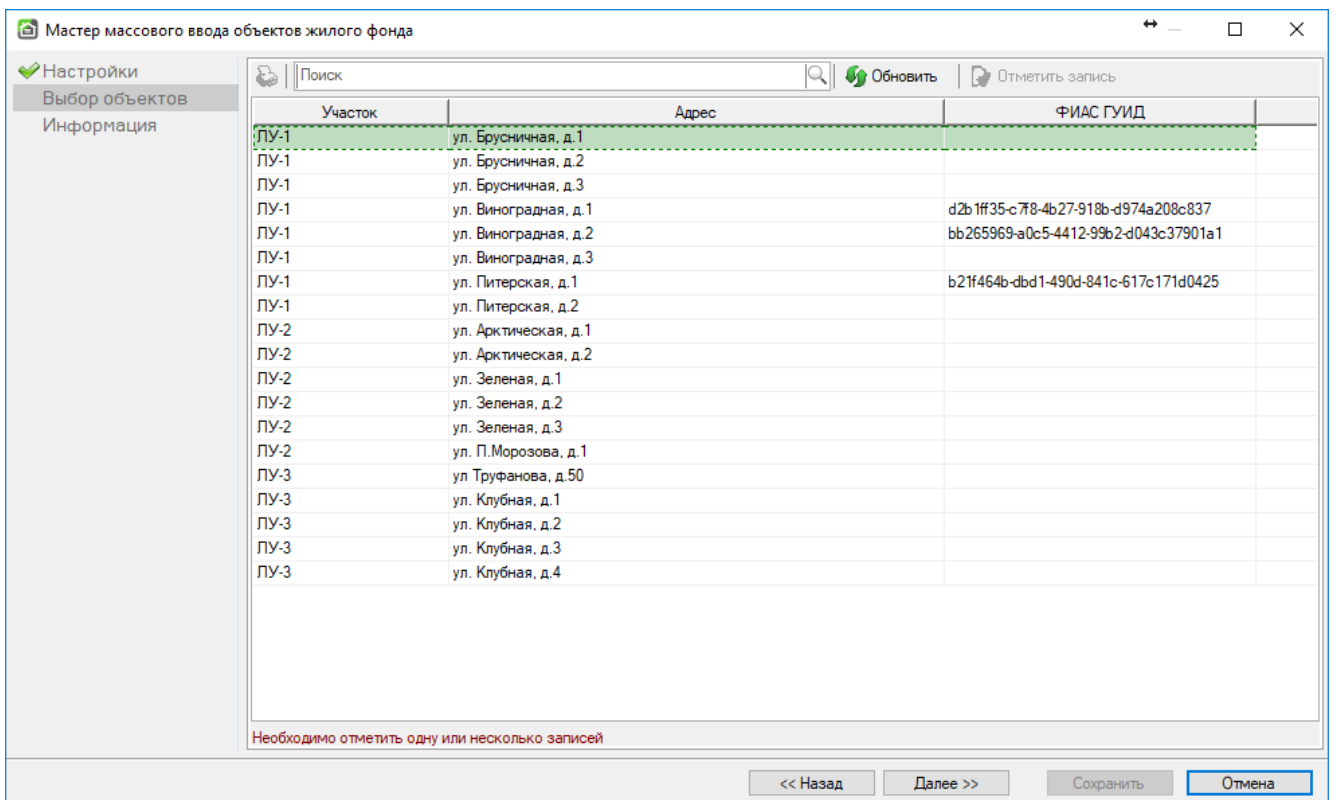 Мастер массового ввода объектов жилого фонда
Настройки
Выбор объектов
Информация
Поиск Обновить Отметить запись
Участок Адрес ФИАС ГУИД
ЛУ-1 ул. Брусничная, д.1
ЛУ-1 ул. Брусничная, д.2
ЛУ-1 ул. Брусничная, д.3
ЛУ-1 ул. Виноградная, д.1 d2b1ff35-c7f8-4b27-918b-d974a208c837
ЛУ-1 ул. Виноградная, д.2 bb265969-a0c5-4412-99b2-d043c37901a1
ЛУ-1 ул. Виноградная, д.3
ЛУ-1 ул. Питерская, д.1 b21f464b-dbd1-490d-841c-617c171d0425
ЛУ-1 ул. Питерская, д.2
ЛУ-2 ул. Арктическая, д.1
ЛУ-2 ул. Арктическая, д.2
ЛУ-2 ул. Зеленая, д.1
ЛУ-2 ул. Зеленая, д.2
ЛУ-2 ул. Зеленая, д.3
ЛУ-2 ул. П.Морозова, д.1
ЛУ-3 ул Труфанова, д.50
ЛУ-3 ул. Клубная, д.1
ЛУ-3 ул. Клубная, д.2
ЛУ-3 ул. Клубная, д.3
ЛУ-3 ул. Клубная, д.4
Необходимо отметить одну или несколько записей
<< Назад Далее >> Сохранить Отмена